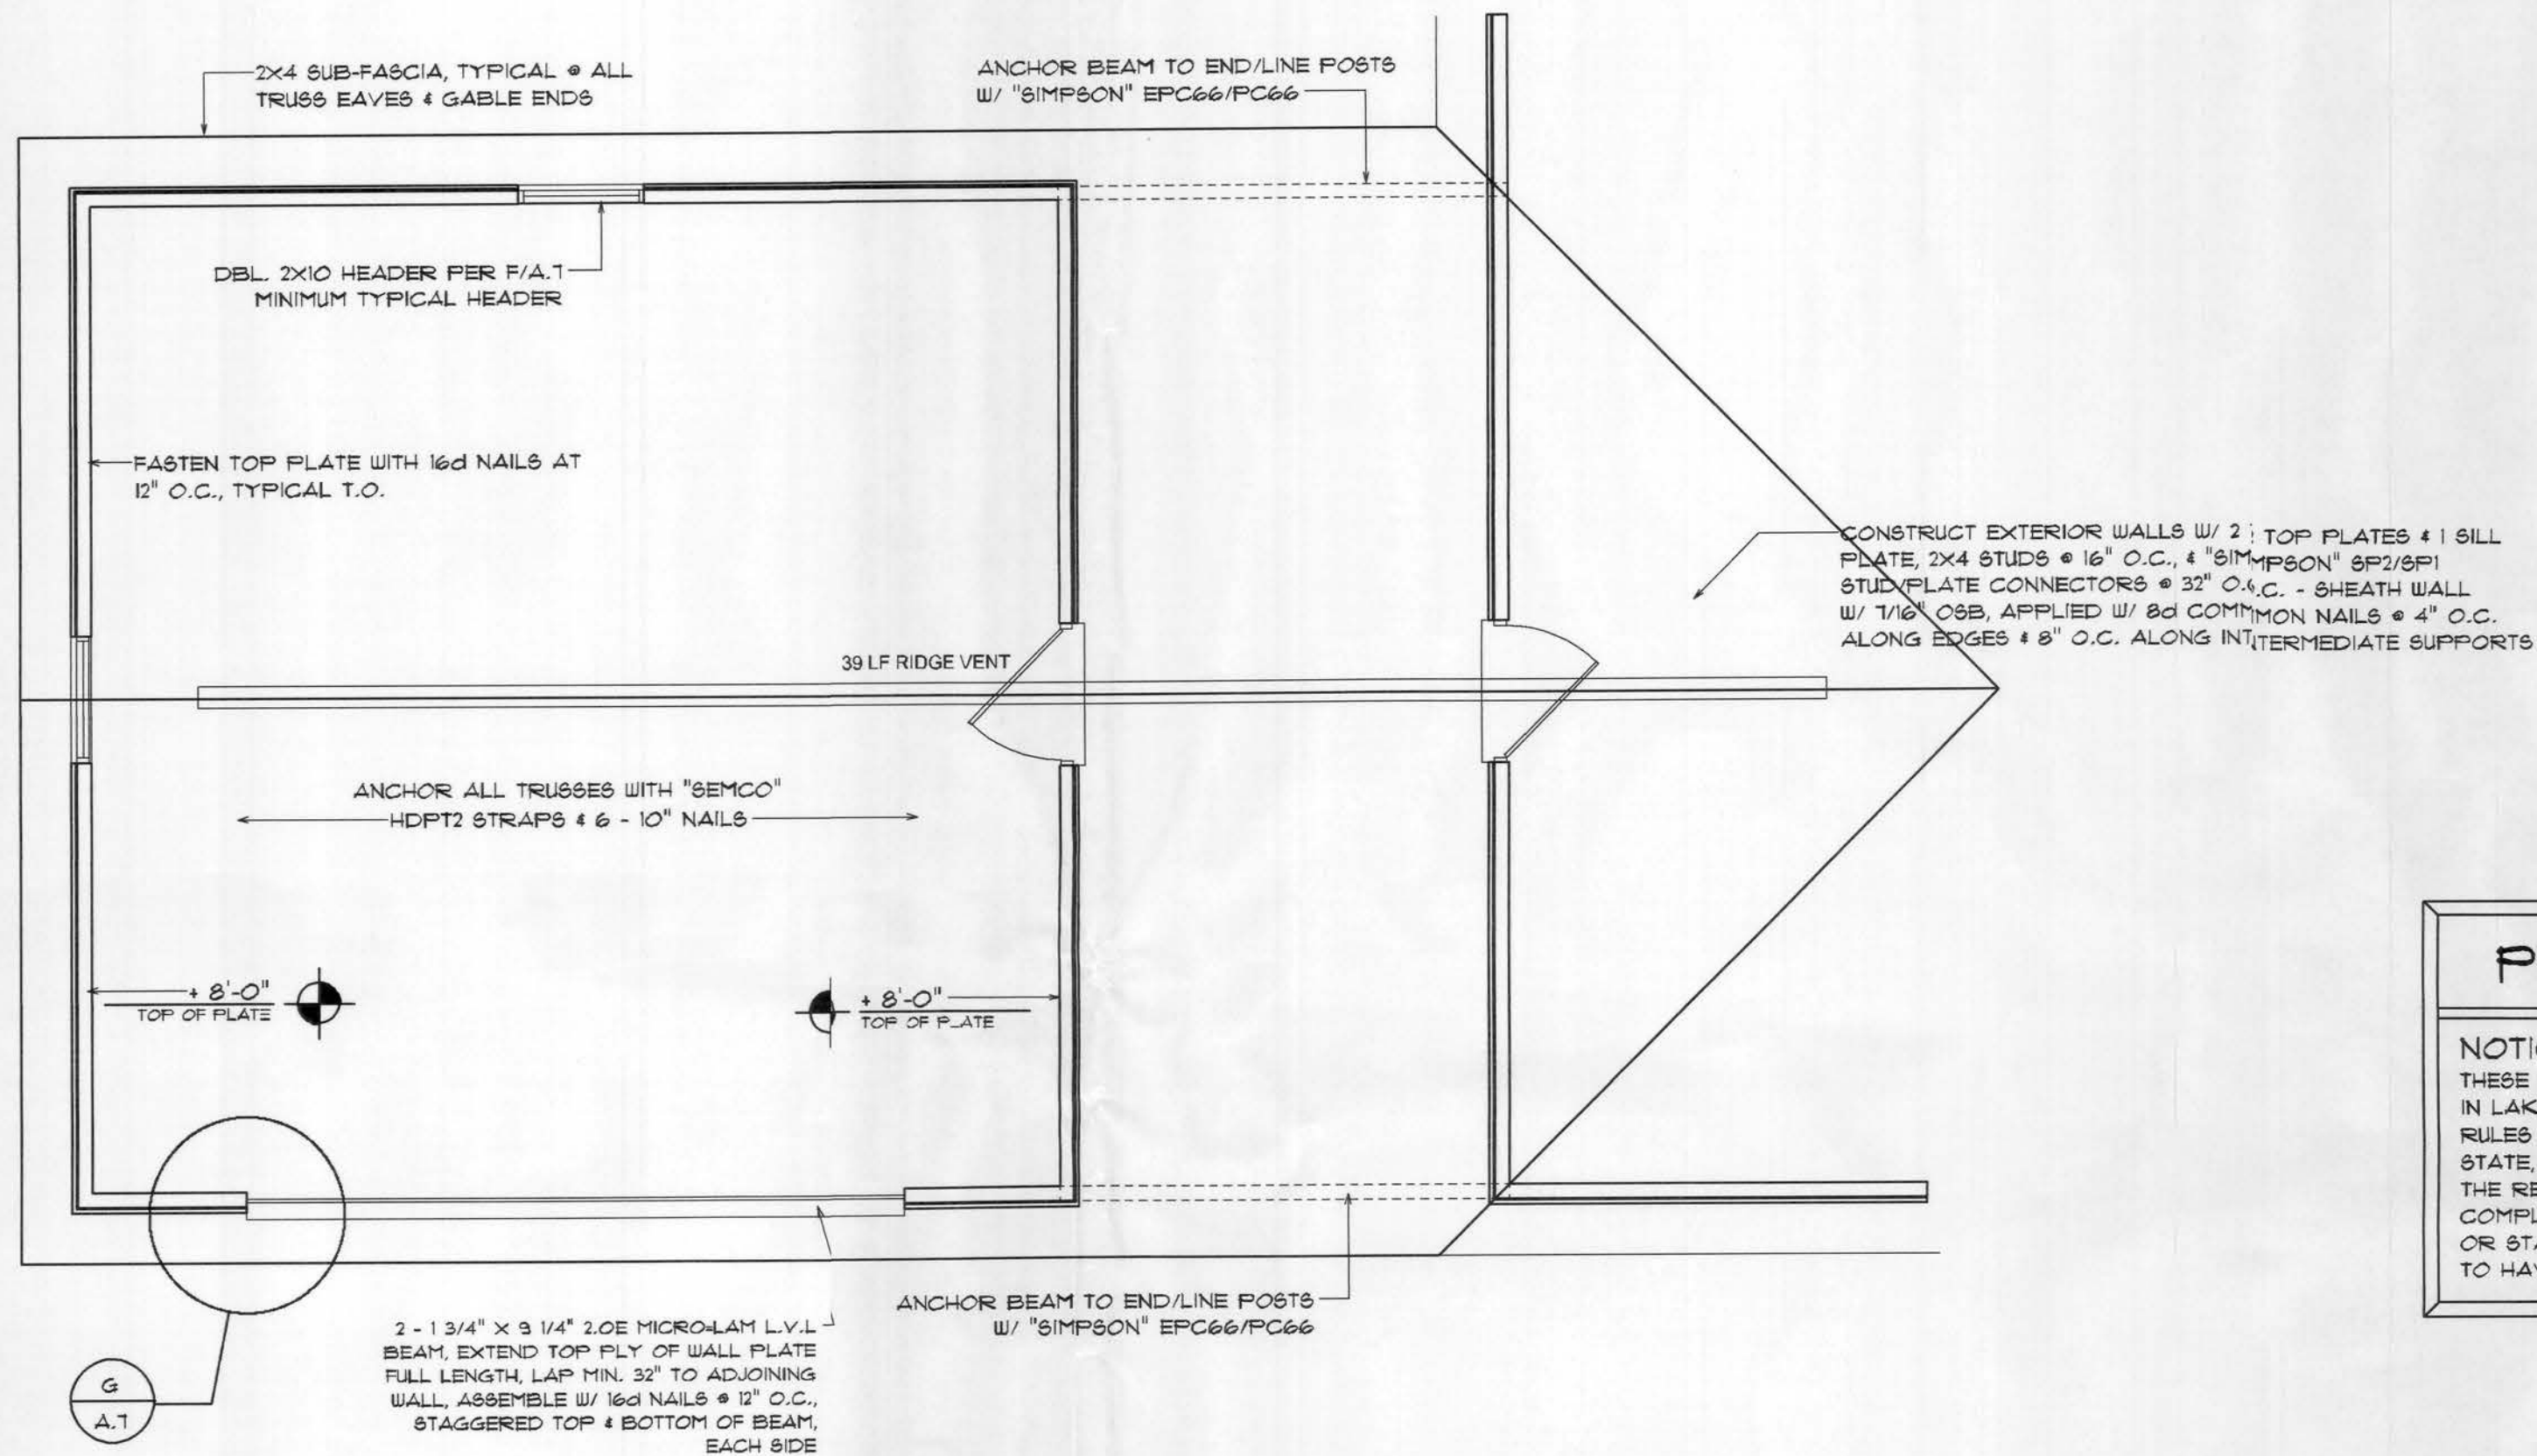 2X4 SUB-FASCIA, TYPICAL @ ALL
TRUSS EAVES & GABLE ENDS
ANCHOR BEAM TO END/LINE POSTS
W/ "SIMPSON" EPC66/PC66
DBL. 2X10 HEADER PER F/A.7
MINIMUM TYPICAL HEADER
FASTEN TOP PLATE WITH 16d NAILS AT
12" O.C., TYPICAL T.O.
CONSTRUCT EXTERIOR WALLS W/ 2 TOP PLATES & 1 SILL
PLATE, 2X4 STUDS @ 16" O.C., & "SIMMPSON" SP2/SP1
STUD/PLATE CONNECTORS @ 32" O.C. - SHEATH WALL
W/ 7/16" OSB, APPLIED W/ 8d COMMMON NAILS @ 4" O.C.
ALONG EDGES & 8" O.C. ALONG INTITERMEDIATE SUPPORTS
39 LF RIDGE VENT
ANCHOR ALL TRUSSES WITH "SEMCO"
HDPT2 STRAPS & 6 - 10" NAILS
+ 8'-0"
TOP OF PLATE
+ 8'-0"
TOP OF PLATE
P
NOTI
THESE
IN LAK
RULES
STATE,
THE RE
COMPL
OR STA
TO HAV
ANCHOR BEAM TO END/LINE POSTS
W/ "SIMPSON" EPC66/PC66
2 - 1 3/4" X 9 1/4" 2.0E MICRO=LAM L.V.L
BEAM, EXTEND TOP PLY OF WALL PLATE
FULL LENGTH, LAP MIN. 32" TO ADJOINING
WALL, ASSEMBLE W/ 16d NAILS @ 12" O.C.,
STAGGERED TOP & BOTTOM OF BEAM,
EACH SIDE
G
A.7